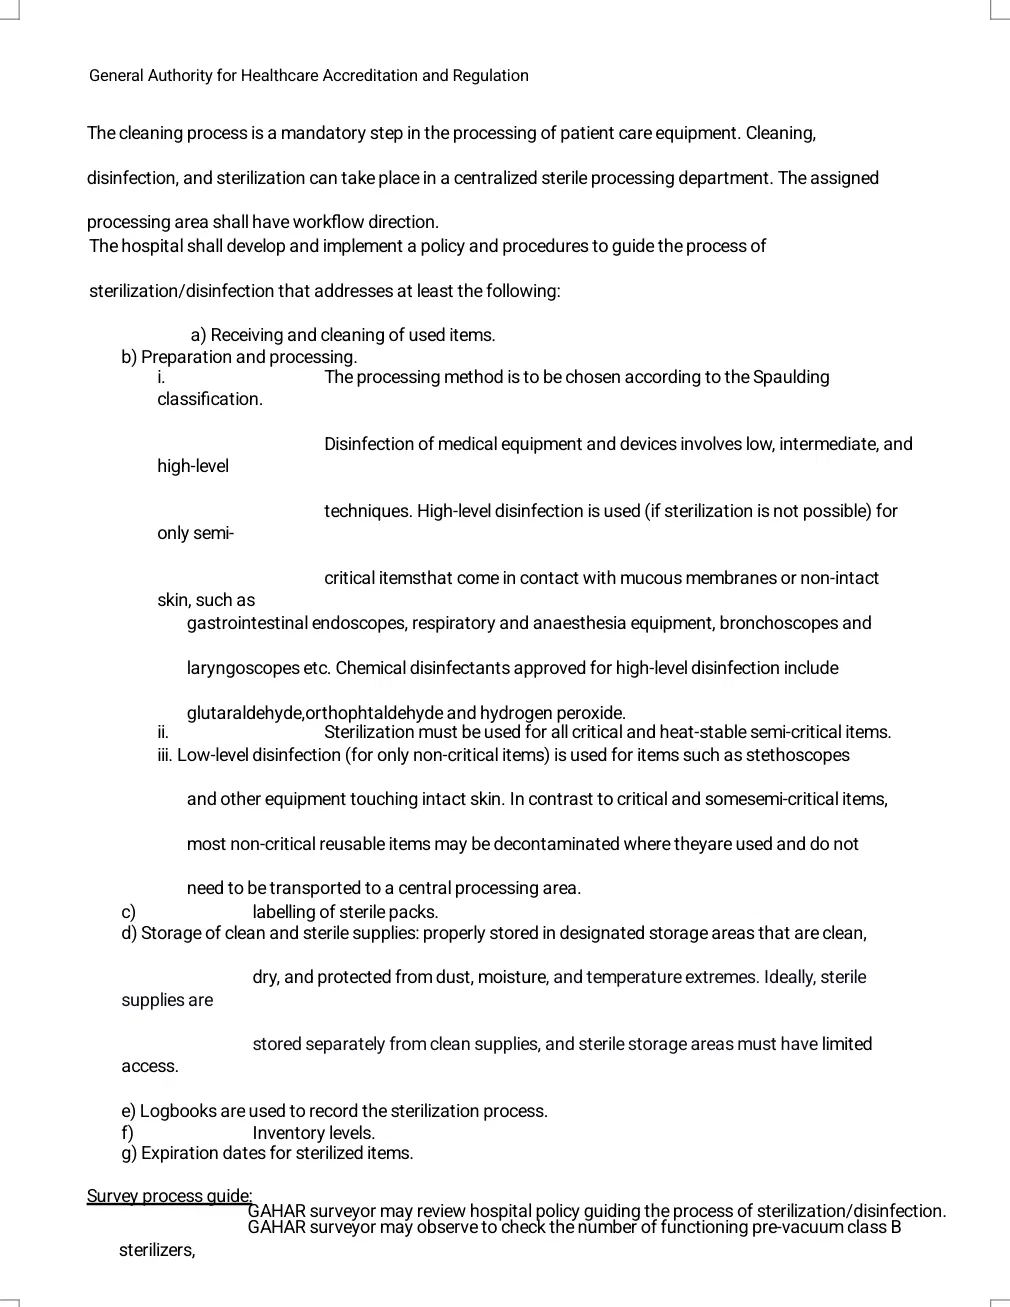 General Authority for Healthcare Accreditation and Regulation
The cleaning process is a mandatory step in the processing of patient care equipment. Cleaning,
disinfection, and sterilization can take place in a centralized sterile processing department. The assigned
processing area shall have workflow direction.
The hospital shall develop and implement a policy and procedures to guide the process of
sterilization/disinfection that addresses at least the following:
a) Receiving and cleaning of used items.
b) Preparation and processing.
i. The processing method is to be chosen according to the Spaulding
classification.
Disinfection of medical equipment and devices involves low, intermediate, and
high-level
techniques. High-level disinfection is used (if sterilization is not possible) for
only semi-
critical itemsthat come in contact with mucous membranes or non-intact
skin, such as
gastrointestinal endoscopes, respiratory and anaesthesia equipment, bronchoscopes and
laryngoscopes etc. Chemical disinfectants approved for high-level disinfection include
glutaraldehyde,orthophtaldehyde and hydrogen peroxide.
ii. Sterilization must be used for all critical and heat-stable semi-critical items.
iii. Low-level disinfection (for only non-critical items) is used for items such as stethoscopes
and other equipment touching intact skin. In contrast to critical and somesemi-critical items,
most non-critical reusable items may be decontaminated where theyare used and do not
need to be transported to a central processing area.
c) labelling of sterile packs.
d) Storage of clean and sterile supplies: properly stored in designated storage areas that are clean,
dry, and protected from dust, moisture, and temperature extremes. Ideally, sterile
supplies are
stored separately from clean supplies, and sterile storage areas must have limited
access.
e) Logbooks are used to record the sterilization process.
f) Inventory levels.
g) Expiration dates for sterilized items.
Survey process guide:
GAHAR surveyor may review hospital policy guiding the process of sterilization/disinfection.
GAHAR surveyor may observe to check the number of functioning pre-vacuum class B
sterilizers,